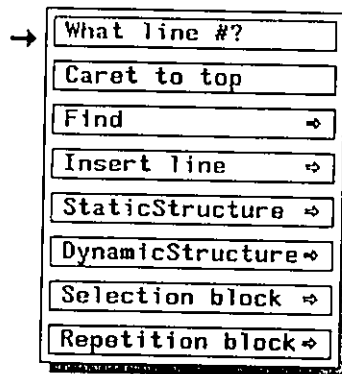 What line #?
Caret to top
Find ⇨
Insert line ⇨
StaticStructure ⇨
DynamicStructure⇨
Selection block ⇨
Repetition block⇨